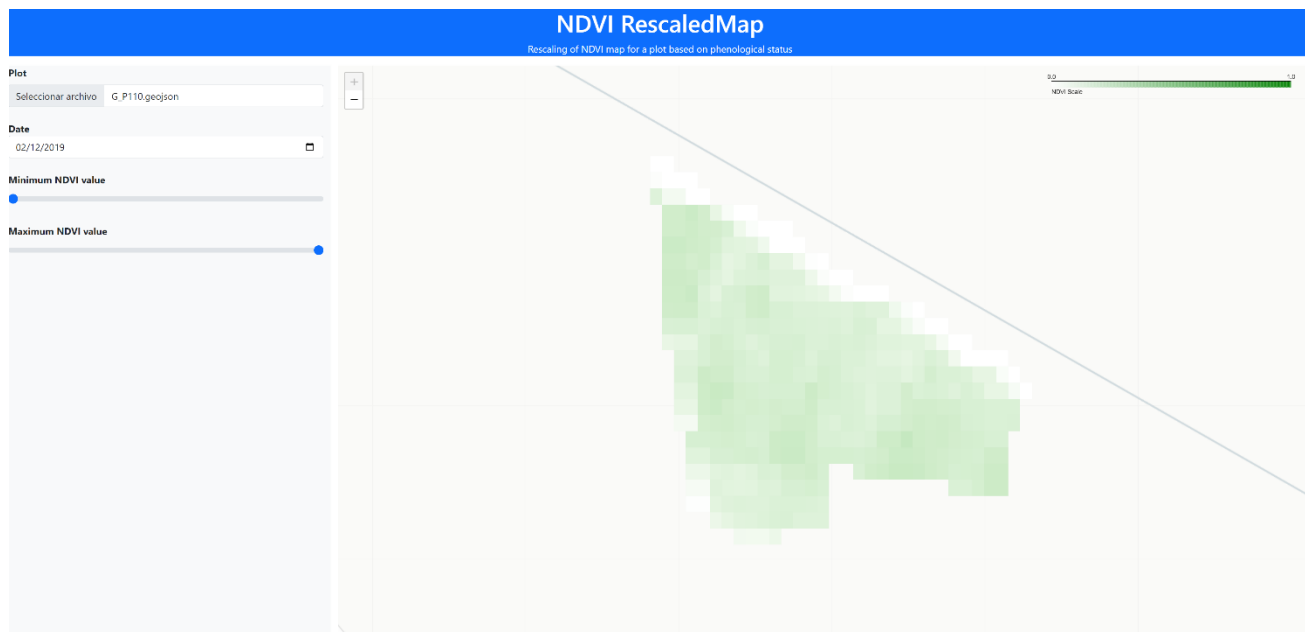 NDVI RescaledMap
Rescaling of NDVI map for a plot based on phenological status
Plot
Seleccionar archivo G_P110.geojson
Date
02/12/2019
Minimum NDVI value
Maximum NDVI value
+
−
0.0 1.0
NDVI Scale